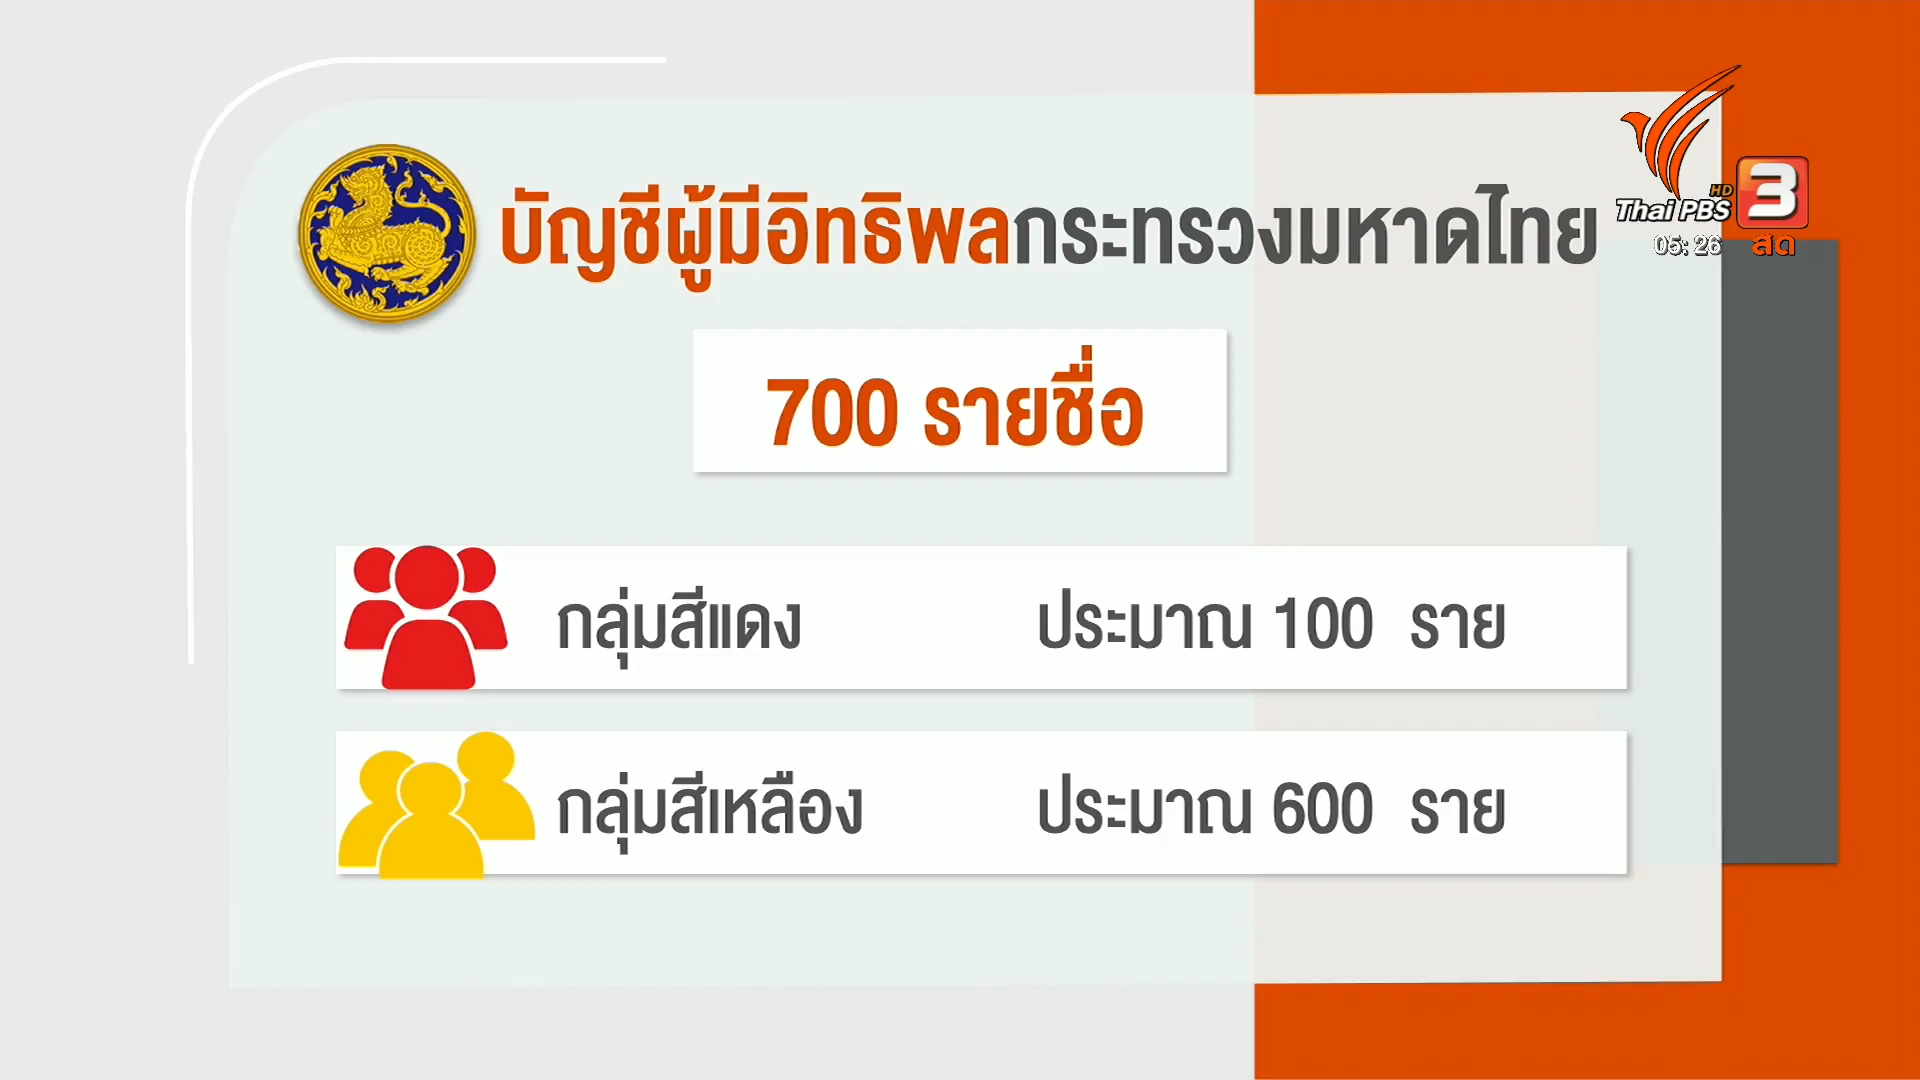 บัญชีผู้มีอิทธิพลกระทรวงมหาดไทย
HD
Thai PBS 3
05:26 สด
700 รายชื่อ
กลุ่มสีแดง ประมาณ 100 ราย
กลุ่มสีเหลือง ประมาณ 600 ราย